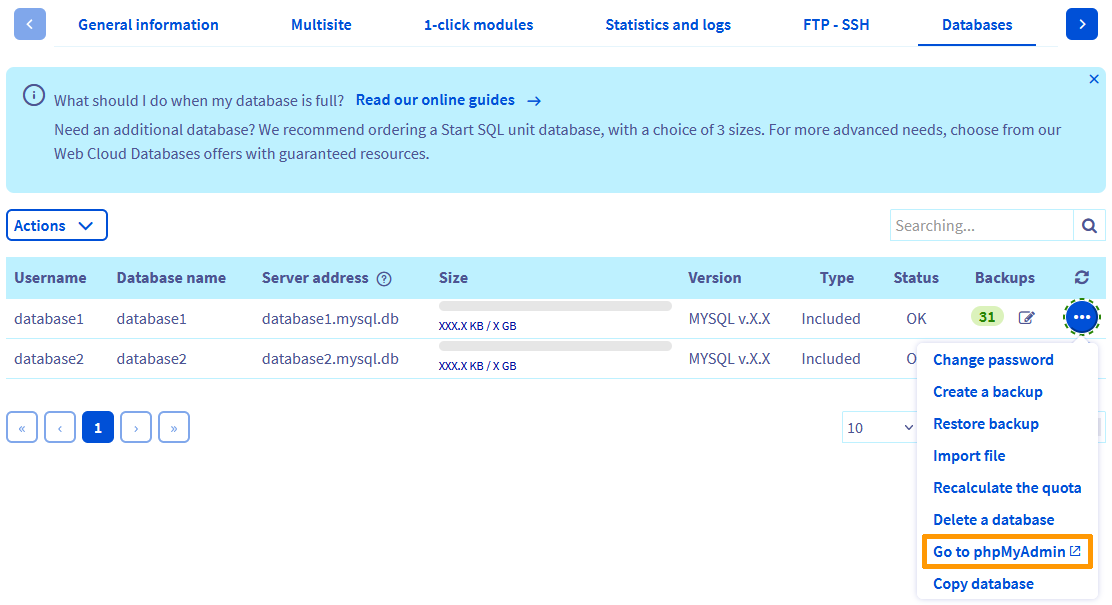 General information Multisite 1-click modules Statistics and logs FTP - SSH Databases
What should I do when my database is full? Read our online guides →
Need an additional database? We recommend ordering a Start SQL unit database, with a choice of 3 sizes. For more advanced needs, choose from our
Web Cloud Databases offers with guaranteed resources.
Actions Searching...
Username Database name Server address Size Version Type Status Backups
database1 database1 database1.mysql.db XXX.X KB / X GB MYSQL v.X.X Included OK 31
database2 database2 database2.mysql.db XXX.X KB / X GB MYSQL v.X.X Included
« ‹ 1 › » 10
Change password
Create a backup
Restore backup
Import file
Recalculate the quota
Delete a database
Go to phpMyAdmin
Copy database